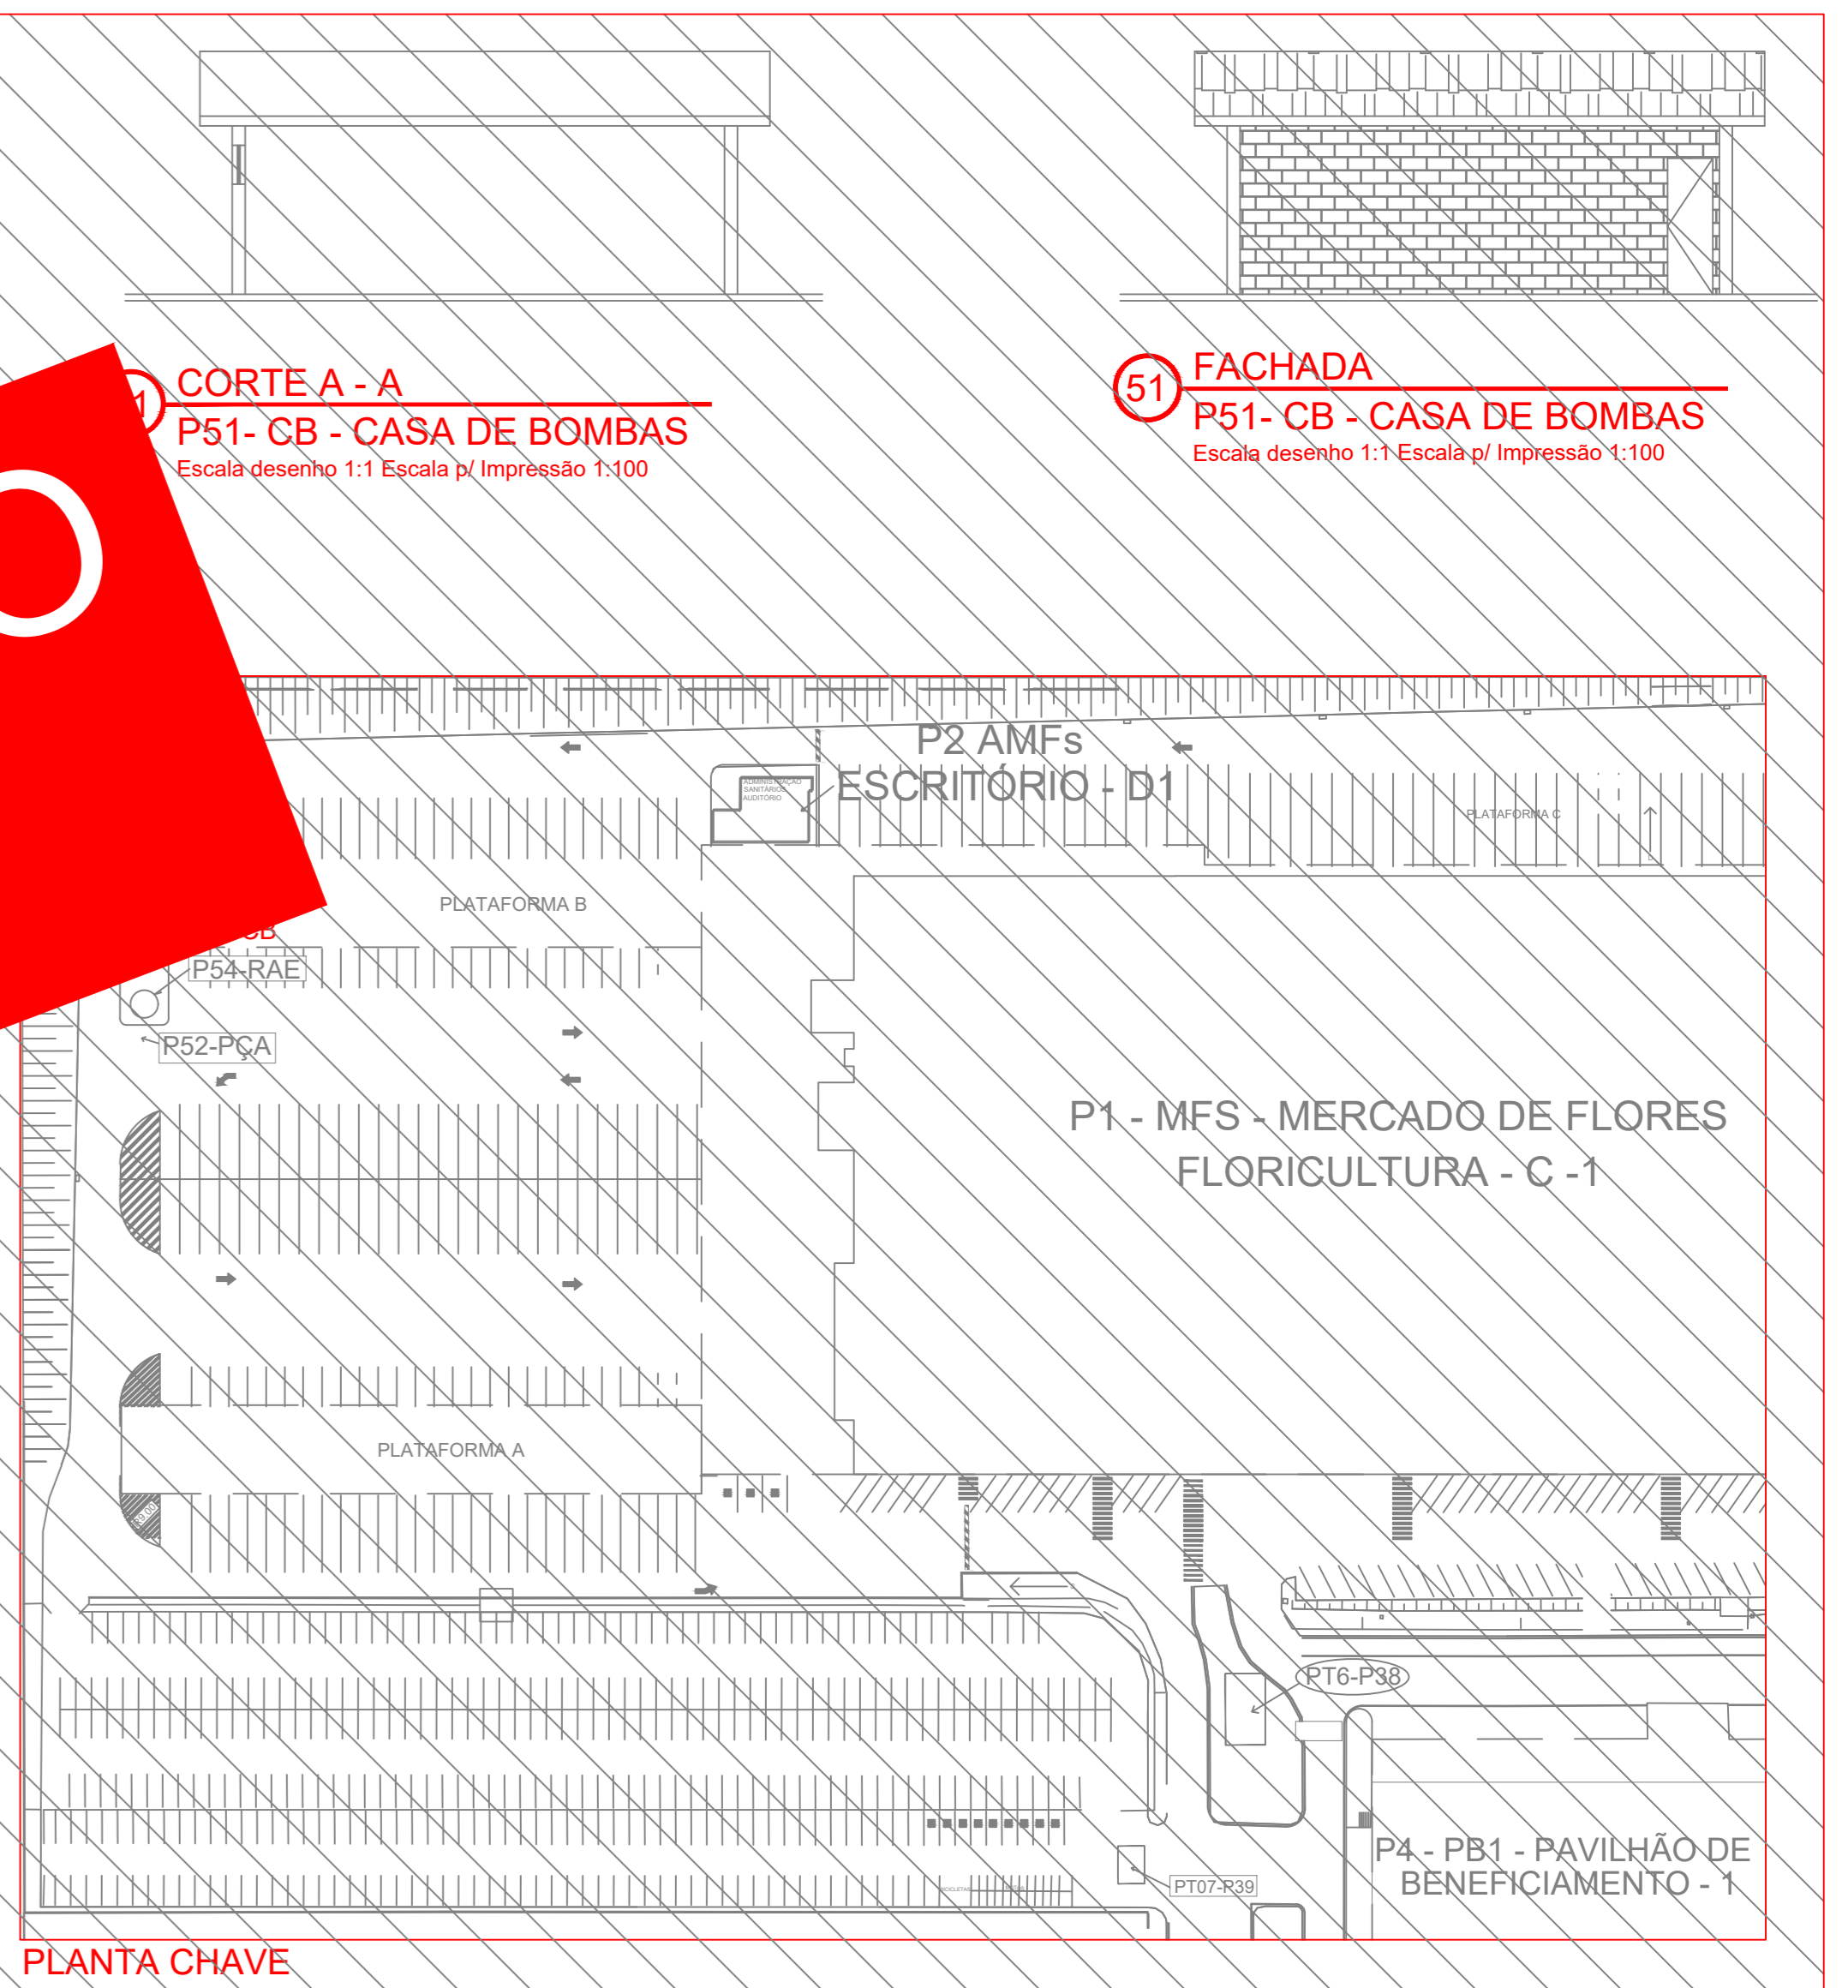 CORTE A - A
P51- CB - CASA DE BOMBAS
Escala desenho 1:1 Escala p/ Impressão 1:100
51
FACHADA
P51- CB - CASA DE BOMBAS
Escala desenho 1:1 Escala p/ Impressão 1:100
O
P2 AMFs
ESCRITÓRIO - D1
ADMINISTRAÇÃO
SANITÁRIOS
AUDITÓRIO
PLATAFORMA C
PLATAFORMA B
CB
P54-RAE
P52-PÇA
P1 - MFS - MERCADO DE FLORES
FLORICULTURA - C -1
PLATAFORMA A
PT6-P38
P4 - PB1 - PAVILHÃO DE
BENEFICIAMENTO - 1
PT07-P39
PLANTA CHAVE